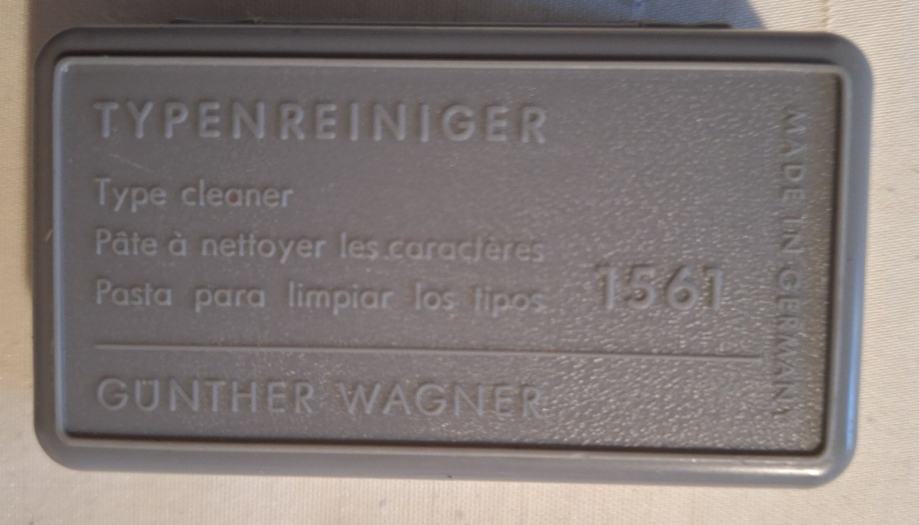 TYPENREINIGER
Type cleaner
Pâte à nettoyer les caractères
Pasta para limpiar los tipos
1561
GÜNTHER WAGNER
MADE IN GERMANY